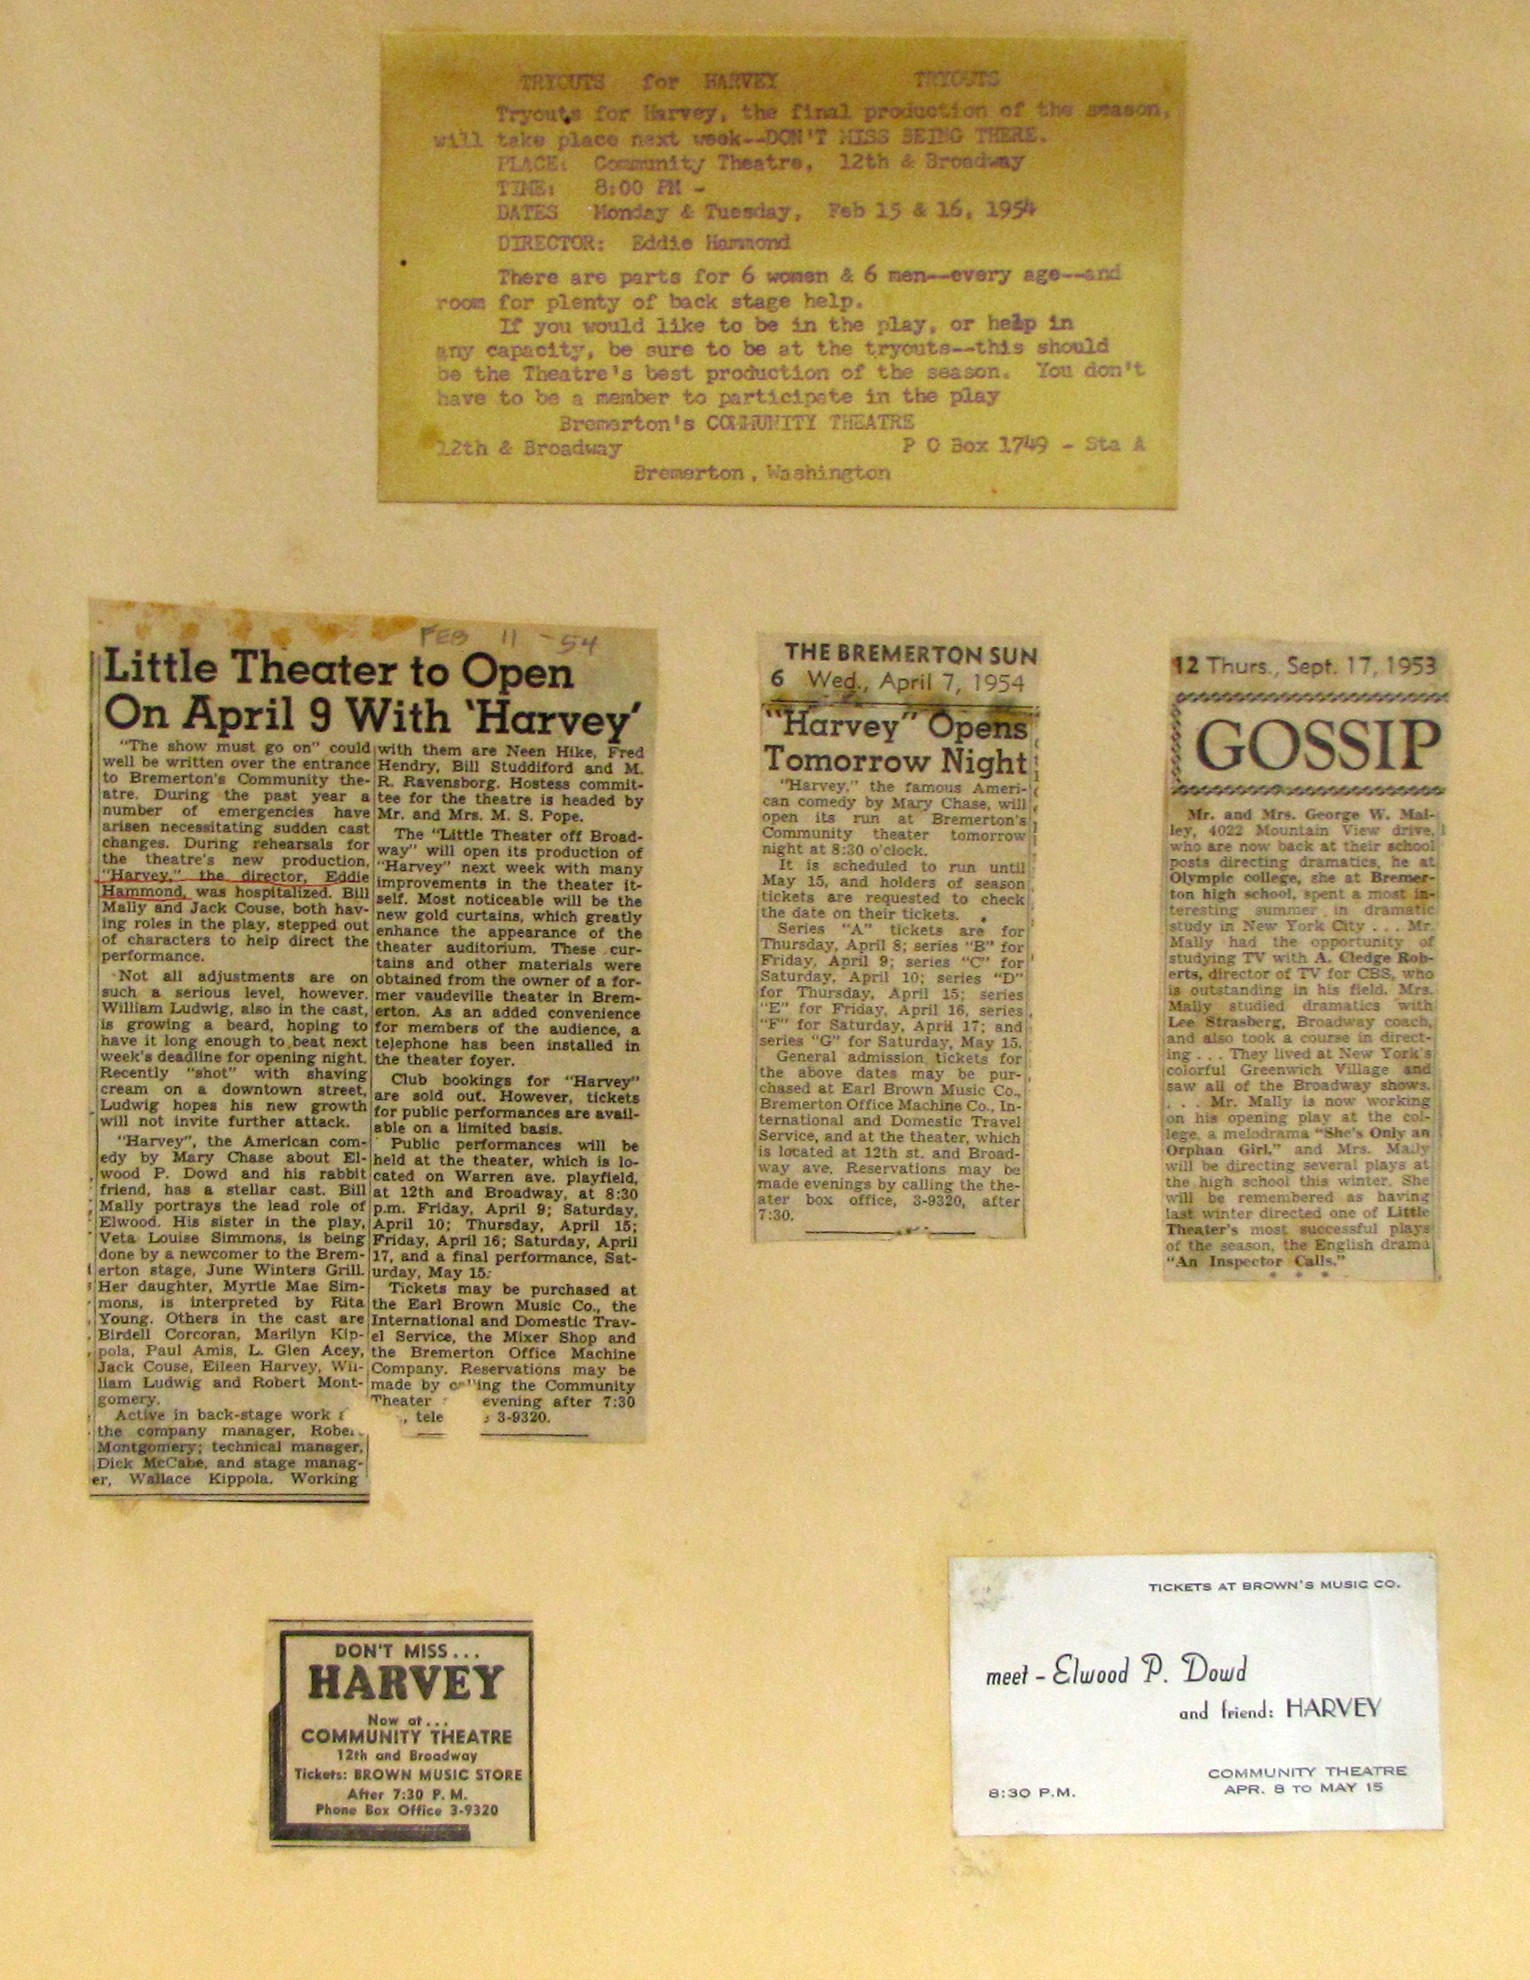 TRYOUTS for HARVEY TRYOUTS
Tryouts for Harvey, the final production of the season,
will take place next week--DON'T MISS BEING THERE.
PLACE: Community Theatre, 12th & Broadway
TIME: 8:00 PM -
DATES Monday & Tuesday, Feb 15 & 16, 1954
DIRECTOR: Eddie Hammond
There are parts for 6 women & 6 men--every age--and
room for plenty of back stage help.
If you would like to be in the play, or help in
any capacity, be sure to be at the tryouts--this should
be the Theatre's best production of the season. You don't
have to be a member to participate in the play
Bremerton's COMMUNITY THEATRE
12th & Broadway P O Box 1749 - Sta A
Bremerton, Washington
FEB 11 -54
Little Theater to Open
On April 9 With 'Harvey'
"The show must go on" could
well be written over the entrance
to Bremerton's Community the-
atre. During the past year a
number of emergencies have
arisen necessitating sudden cast
changes. During rehearsals for
the theatre's new production,
"Harvey," the director, Eddie
Hammond, was hospitalized. Bill
Mally and Jack Couse, both hav-
ing roles in the play, stepped out
of characters to help direct the
performance.
Not all adjustments are on
such a serious level, however.
William Ludwig, also in the cast,
is growing a beard, hoping to
have it long enough to beat next
week's deadline for opening night.
Recently "shot" with shaving
cream on a downtown street,
Ludwig hopes his new growth
will not invite further attack.
"Harvey", the American com-
edy by Mary Chase about El-
wood P. Dowd and his rabbit
friend, has a stellar cast. Bill
Mally portrays the lead role of
Elwood. His sister in the play,
Veta Louise Simmons, is being
done by a newcomer to the Brem-
erton stage, June Winters Grill.
Her daughter, Myrtle Mae Sim-
mons, is interpreted by Rita
Young. Others in the cast are
Birdell Corcoran, Marilyn Kip-
pola, Paul Amis, L. Glen Acey,
Jack Couse, Eileen Harvey, Wil-
liam Ludwig and Robert Mont-
gomery.
Active in back-stage work
the company manager, Robe
Montgomery; technical manager,
Dick McCabe, and stage manag-
er, Wallace Kippola. Working
with them are Neen Hike, Fred
Hendry, Bill Studdiford and M.
R. Ravensborg. Hostess commit-
tee for the theatre is headed by
Mr. and Mrs. M. S. Pope.
The "Little Theater off Broad-
way" will open its production of
"Harvey" next week with many
improvements in the theater it-
self. Most noticeable will be the
new gold curtains, which greatly
enhance the appearance of the
theater auditorium. These cur-
tains and other materials were
obtained from the owner of a for-
mer vaudeville theater in Brem-
erton. As an added convenience
for members of the audience, a
telephone has been installed in
the theater foyer.
Club bookings for "Harvey"
are sold out. However, tickets
for public performances are avail-
able on a limited basis.
Public performances will be
held at the theater, which is lo-
cated on Warren ave. playfield,
at 12th and Broadway, at 8:30
p.m. Friday, April 9; Saturday,
April 10; Thursday, April 15;
Friday, April 16; Saturday, April
17, and a final performance, Sat-
urday, May 15.
Tickets may be purchased at
the Earl Brown Music Co., the
International and Domestic Trav-
el Service, the Mixer Shop and
the Bremerton Office Machine
Company. Reservations may be
made by calling the Community
Theater evening after 7:30
, tele 3-9320.
THE BREMERTON SUN
6 Wed., April 7, 1954
"Harvey" Opens
Tomorrow Night
"Harvey," the famous Ameri-
can comedy by Mary Chase, will
open its run at Bremerton's
Community theater tomorrow
night at 8:30 o'clock.
It is scheduled to run until
May 15, and holders of season
tickets are requested to check
the date on their tickets.
Series "A" tickets are for
Thursday, April 8; series "B" for
Friday, April 9; series "C" for
Saturday, April 10; series "D"
for Thursday, April 15; series
"E" for Friday, April 16, series
"F" for Saturday, April 17; and
series "G" for Saturday, May 15.
General admission tickets for
the above dates may be pur-
chased at Earl Brown Music Co.,
Bremerton Office Machine Co., In-
ternational and Domestic Travel
Service, and at the theater, which
is located at 12th st. and Broad-
way ave. Reservations may be
made evenings by calling the the-
ater box office, 3-9320, after
7:30.
12 Thurs., Sept. 17, 1953
GOSSIP
Mr. and Mrs. George W. Mal-
ley, 4022 Mountain View drive,
who are now back at their school
posts directing dramatics, he at
Olympic college, she at Bremer-
ton high school, spent a most in-
teresting summer in dramatic
study in New York City . . . Mr.
Mally had the opportunity of
studying TV with A. Cledge Rob-
erts, director of TV for CBS, who
is outstanding in his field. Mrs.
Mally studied dramatics with
Lee Strasberg, Broadway coach,
and also took a course in direct-
ing . . . They lived at New York's
colorful Greenwich Village and
saw all of the Broadway shows.
. . . Mr. Mally is now working
on his opening play at the col-
lege, a melodrama "She's Only an
Orphan Girl," and Mrs. Mally
will be directing several plays at
the high school this winter. She
will be remembered as having
last winter directed one of Little
Theater's most successful plays
of the season, the English drama
"An Inspector Calls."
DON'T MISS...
HARVEY
Now at...
COMMUNITY THEATRE
12th and Broadway
Tickets: BROWN MUSIC STORE
After 7:30 P. M.
Phone Box Office 3-9320
TICKETS AT BROWN'S MUSIC CO.
meet - Elwood P. Dowd
and friend: HARVEY
COMMUNITY THEATRE
8:30 P.M. APR. 8 TO MAY 15